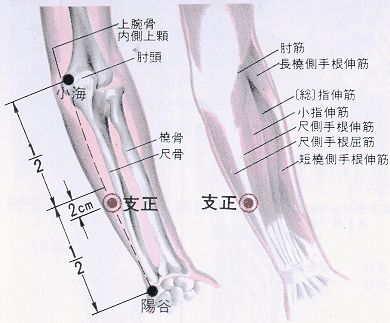 上腕骨
内側上顆
肘頭
小海
橈骨
尺骨
1/2
2cm
支正
1/2
陽谷
肘筋
長橈側手根伸筋
〔総〕指伸筋
小指伸筋
尺側手根伸筋
尺側手根屈筋
短橈側手根伸筋
支正